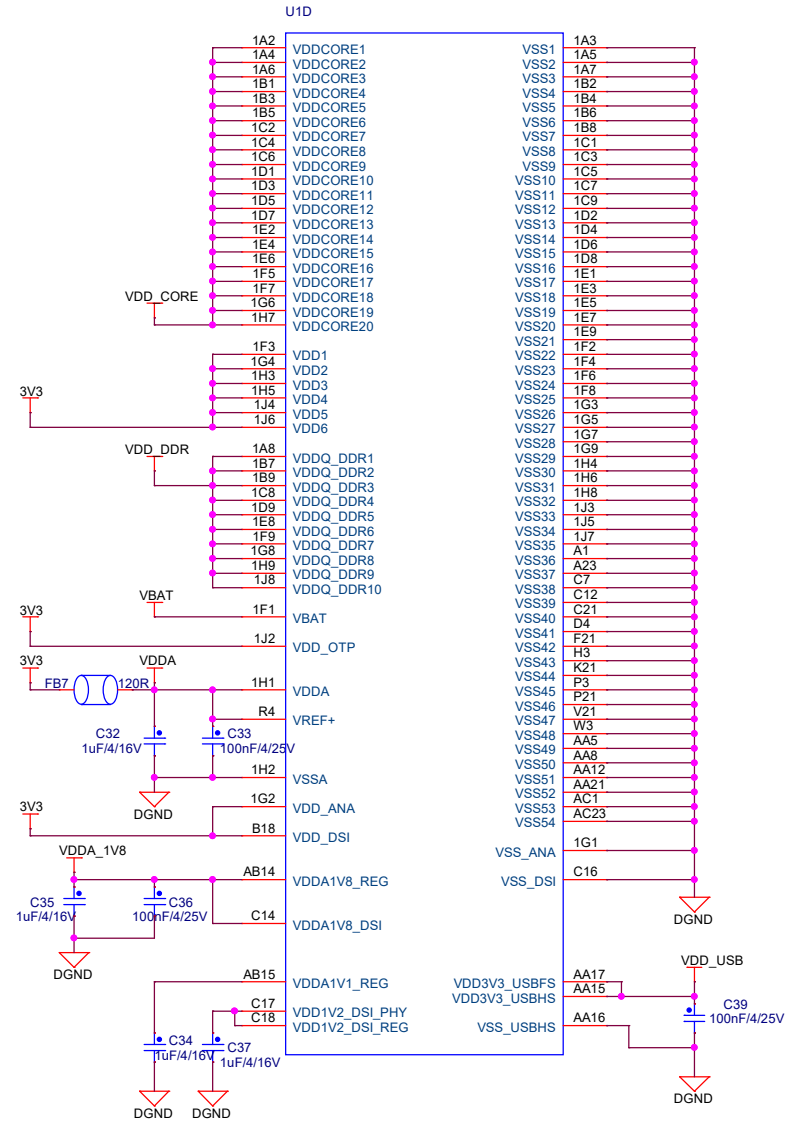 U1D
1A2 VDDCORE1 VSS1 1A3
1A4 VDDCORE2 VSS2 1A5
1A6 VDDCORE3 VSS3 1A7
1B1 VDDCORE4 VSS4 1B2
1B3 VDDCORE5 VSS5 1B4
1B5 VDDCORE6 VSS6 1B6
1C2 VDDCORE7 VSS7 1B8
1C4 VDDCORE8 VSS8 1C1
1C6 VDDCORE9 VSS9 1C3
1D1 VDDCORE10 VSS10 1C5
1D3 VDDCORE11 VSS11 1C7
1D5 VDDCORE12 VSS12 1C9
1D7 VDDCORE13 VSS13 1D2
1E2 VDDCORE14 VSS14 1D4
1E4 VDDCORE15 VSS15 1D6
1E6 VDDCORE16 VSS16 1D8
1F5 VDDCORE17 VSS17 1E1
1F7 VDDCORE18 VSS18 1E3
VDD_CORE
1G6 VDDCORE19 VSS19 1E5
1H7 VDDCORE20 VSS20 1E7
VSS21 1E9
1F3 VDD1 VSS22 1F2
1G4 VDD2 VSS23 1F4
1H3 VDD3 VSS24 1F6
3V3
1H5 VDD4 VSS25 1F8
1J4 VDD5 VSS26 1G3
1J6 VDD6 VSS27 1G5
VSS28 1G7
VDD_DDR
1A8 VDDQ_DDR1 VSS29 1G9
1B7 VDDQ_DDR2 VSS30 1H4
1B9 VDDQ_DDR3 VSS31 1H6
1C8 VDDQ_DDR4 VSS32 1H8
1D9 VDDQ_DDR5 VSS33 1J3
1E8 VDDQ_DDR6 VSS34 1J5
1F9 VDDQ_DDR7 VSS35 1J7
1G8 VDDQ_DDR8 VSS36 A1
1H9 VDDQ_DDR9 VSS37 A23
1J8 VDDQ_DDR10 VSS38 C7
VBAT
VSS39 C12
3V3
1F1 VBAT VSS40 C21
VSS41 D4
1J2 VDD_OTP VSS42 F21
VSS43 H3
3V3 VDDA
VSS44 K21
FB7 120R
1H1 VDDA VSS45 P3
VSS46 P21
R4 VREF+ VSS47 V21
VSS48 W3
C32 C33
1uF/4/16V 100nF/4/25V
VSS49 AA5
VSS50 AA8
1H2 VSSA VSS51 AA12
VSS52 AA21
1G2 VDD_ANA VSS53 AC1
3V3
DGND
VSS54 AC23
B18 VDD_DSI
VSS_ANA 1G1
VDDA_1V8
AB14 VDDA1V8_REG VSS_DSI C16
C35 C36
1uF/4/16V 100nF/4/25V
C14 VDDA1V8_DSI
DGND
DGND
VDD_USB
AB15 VDDA1V1_REG VDD3V3_USBFS AA17
VDD3V3_USBHS AA15
C17 VDD1V2_DSI_PHY
C18 VDD1V2_DSI_REG VSS_USBHS AA16
C39
100nF/4/25V
C34 C37
1uF/4/16V 1uF/4/16V
DGND
DGND DGND